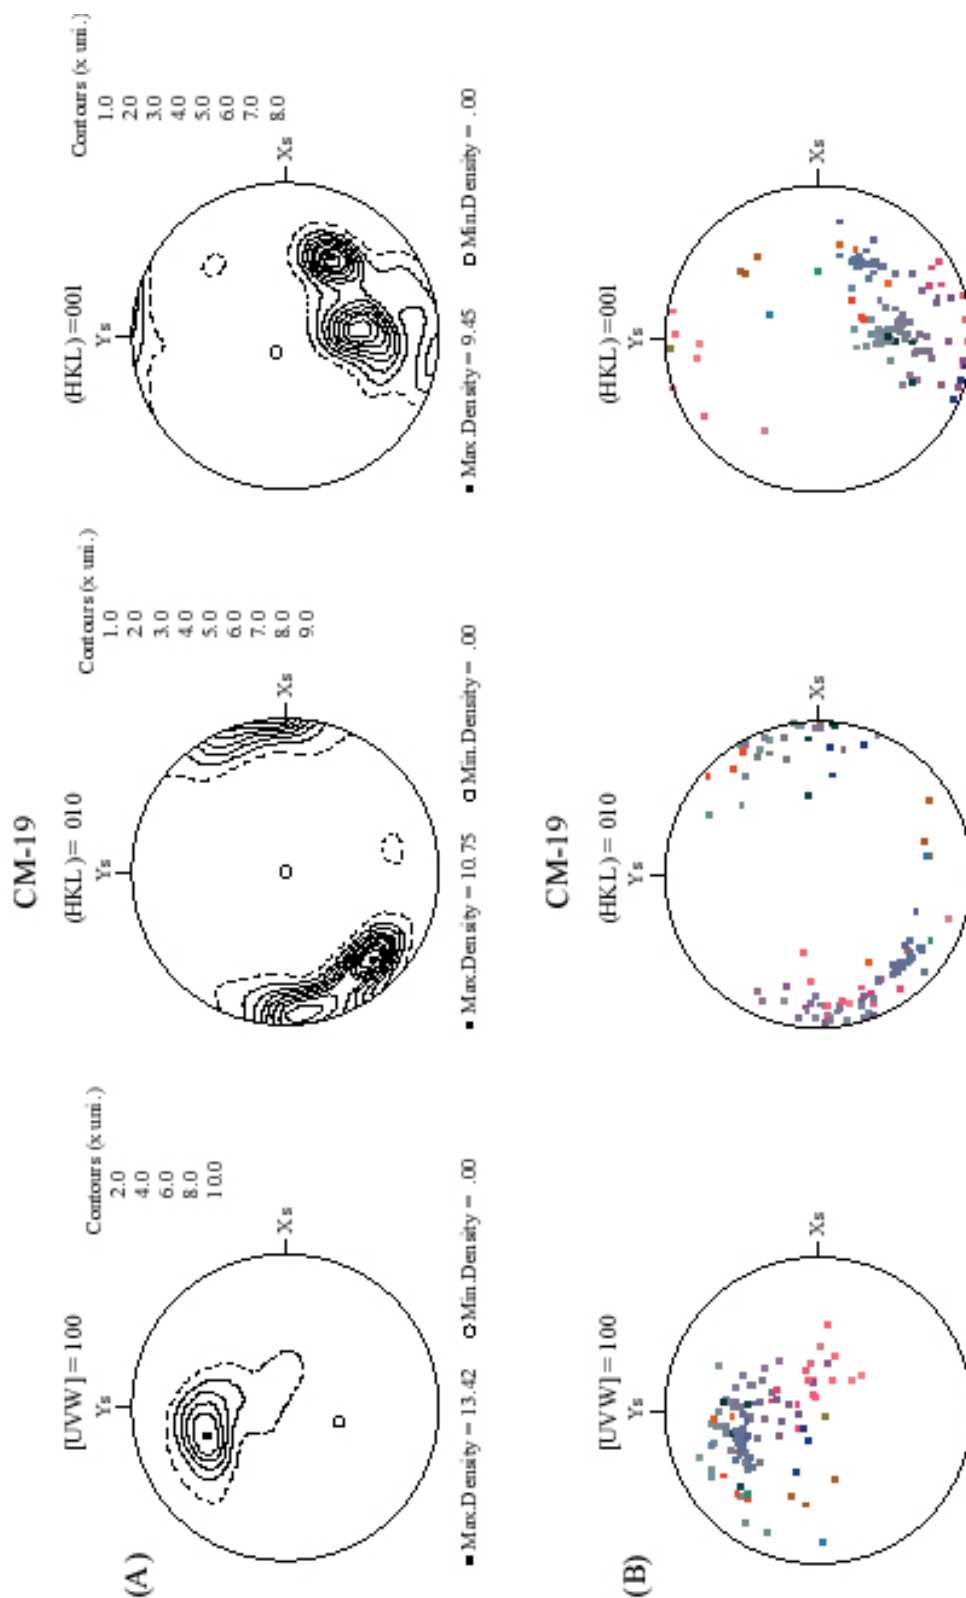 CM-19
(A)
[UVW] = 100
Ys
Xs
Contours (x uni.)
2.0
4.0
6.0
8.0
10.0
Max.Density = 13.42
Min.Density = .00
(HKL) = 010
Ys
Xs
Contours (x uni.)
1.0
2.0
3.0
4.0
5.0
6.0
7.0
8.0
9.0
Max.Density = 10.75
Min.Density = .00
(HKL) =001
Ys
Xs
Contours (x uni.)
1.0
2.0
3.0
4.0
5.0
6.0
7.0
8.0
Max.Density = 9.45
Min.Density = .00
CM-19
(B)
[UVW] = 100
Ys
Xs
(HKL) = 010
Ys
Xs
(HKL) =001
Ys
Xs